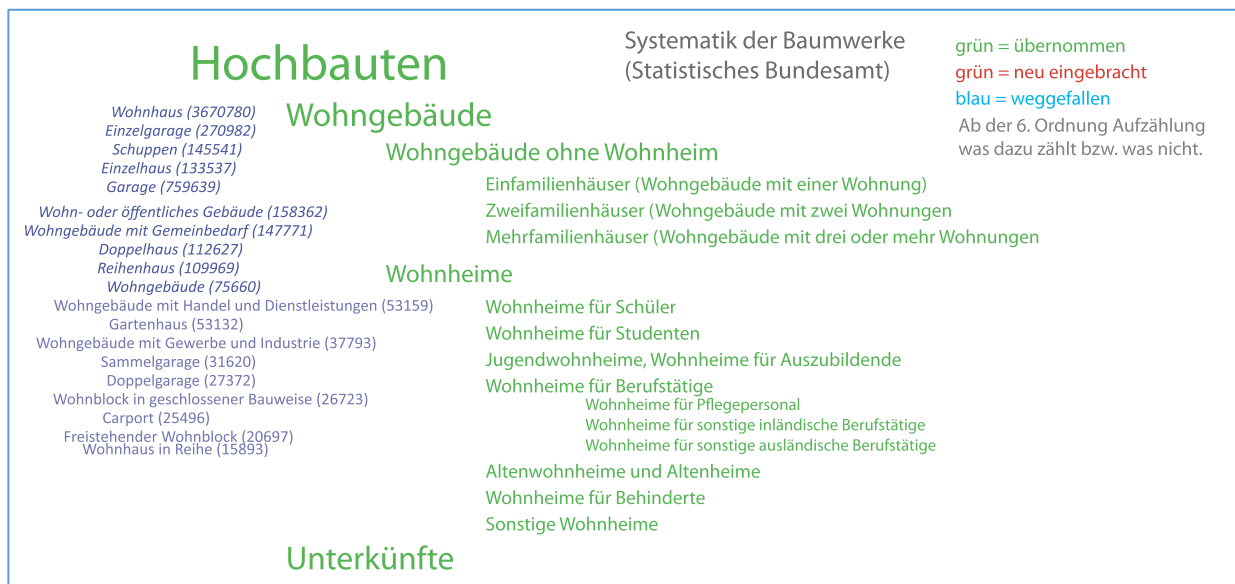 Hochbauten
Systematik der Baumwerke
(Statistisches Bundesamt)
grün = übernommen
grün = neu eingebracht
blau = weggefallen
Ab der 6. Ordnung Aufzählung
was dazu zählt bzw. was nicht.
Wohnhaus (3670780)
Einzelgarage (270982)
Schuppen (145541)
Einzelhaus (133537)
Garage (759639)
Wohn- oder öffentliches Gebäude (158362)
Wohngebäude mit Gemeinbedarf (147771)
Doppelhaus (112627)
Reihenhaus (109969)
Wohngebäude (75660)
Wohngebäude mit Handel und Dienstleistungen (53159)
Gartenhaus (53132)
Wohngebäude mit Gewerbe und Industrie (37793)
Sammelgarage (31620)
Doppelgarage (27372)
Wohnblock in geschlossener Bauweise (26723)
Carport (25496)
Freistehender Wohnblock (20697)
Wohnhaus in Reihe (15893)
Wohngebäude
Wohngebäude ohne Wohnheim
Einfamilienhäuser (Wohngebäude mit einer Wohnung)
Zweifamilienhäuser (Wohngebäude mit zwei Wohnungen
Mehrfamilienhäuser (Wohngebäude mit drei oder mehr Wohnungen
Wohnheime
Wohnheime für Schüler
Wohnheime für Studenten
Jugendwohnheime, Wohnheime für Auszubildende
Wohnheime für Berufstätige
Wohnheime für Pflegepersonal
Wohnheime für sonstige inländische Berufstätige
Wohnheime für sonstige ausländische Berufstätige
Altenwohnheime und Altenheime
Wohnheime für Behinderte
Sonstige Wohnheime
Unterkünfte